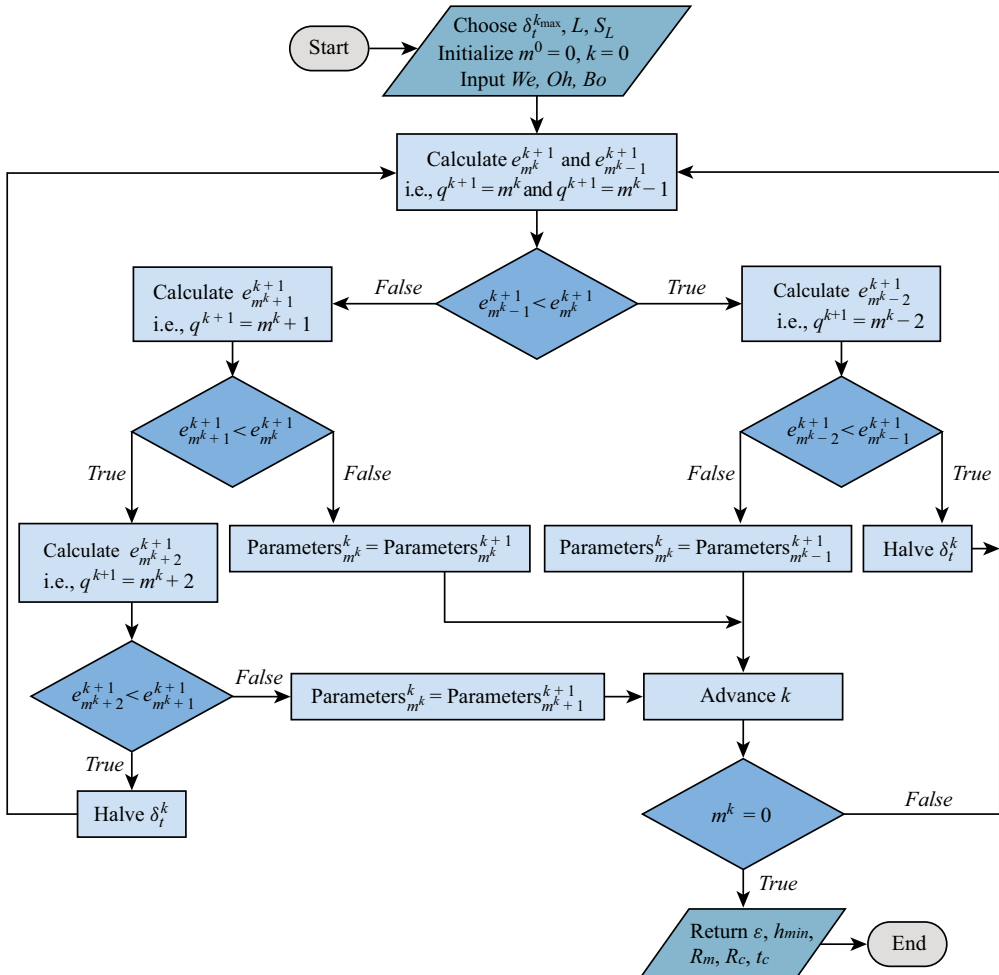 Start
Choose δ_t^{k_max}, L, S_L
Initialize m^0 = 0, k = 0
Input We, Oh, Bo
Calculate e_{m^k}^{k+1} and e_{m^k−1}^{k+1}
i.e., q^{k+1} = m^k and q^{k+1} = m^k − 1
Calculate e_{m^k+1}^{k+1}
i.e., q^{k+1} = m^k + 1
False
e_{m^k−1}^{k+1} < e_{m^k}^{k+1}
True
Calculate e_{m^k−2}^{k+1}
i.e., q^{k+1} = m^k − 2
e_{m^k+1}^{k+1} < e_{m^k}^{k+1}
e_{m^k−2}^{k+1} < e_{m^k−1}^{k+1}
True
False
False
True
Calculate e_{m^k+2}^{k+1}
i.e., q^{k+1} = m^k + 2
Parameters_{m^k}^k = Parameters_{m^k}^{k+1}
Parameters_{m^k}^k = Parameters_{m^k−1}^{k+1}
Halve δ_t^k
e_{m^k+2}^{k+1} < e_{m^k+1}^{k+1}
False
Parameters_{m^k}^k = Parameters_{m^k+1}^{k+1}
Advance k
True
Halve δ_t^k
m^k = 0
False
True
Return ε, h_min,
R_m, R_c, t_c
End